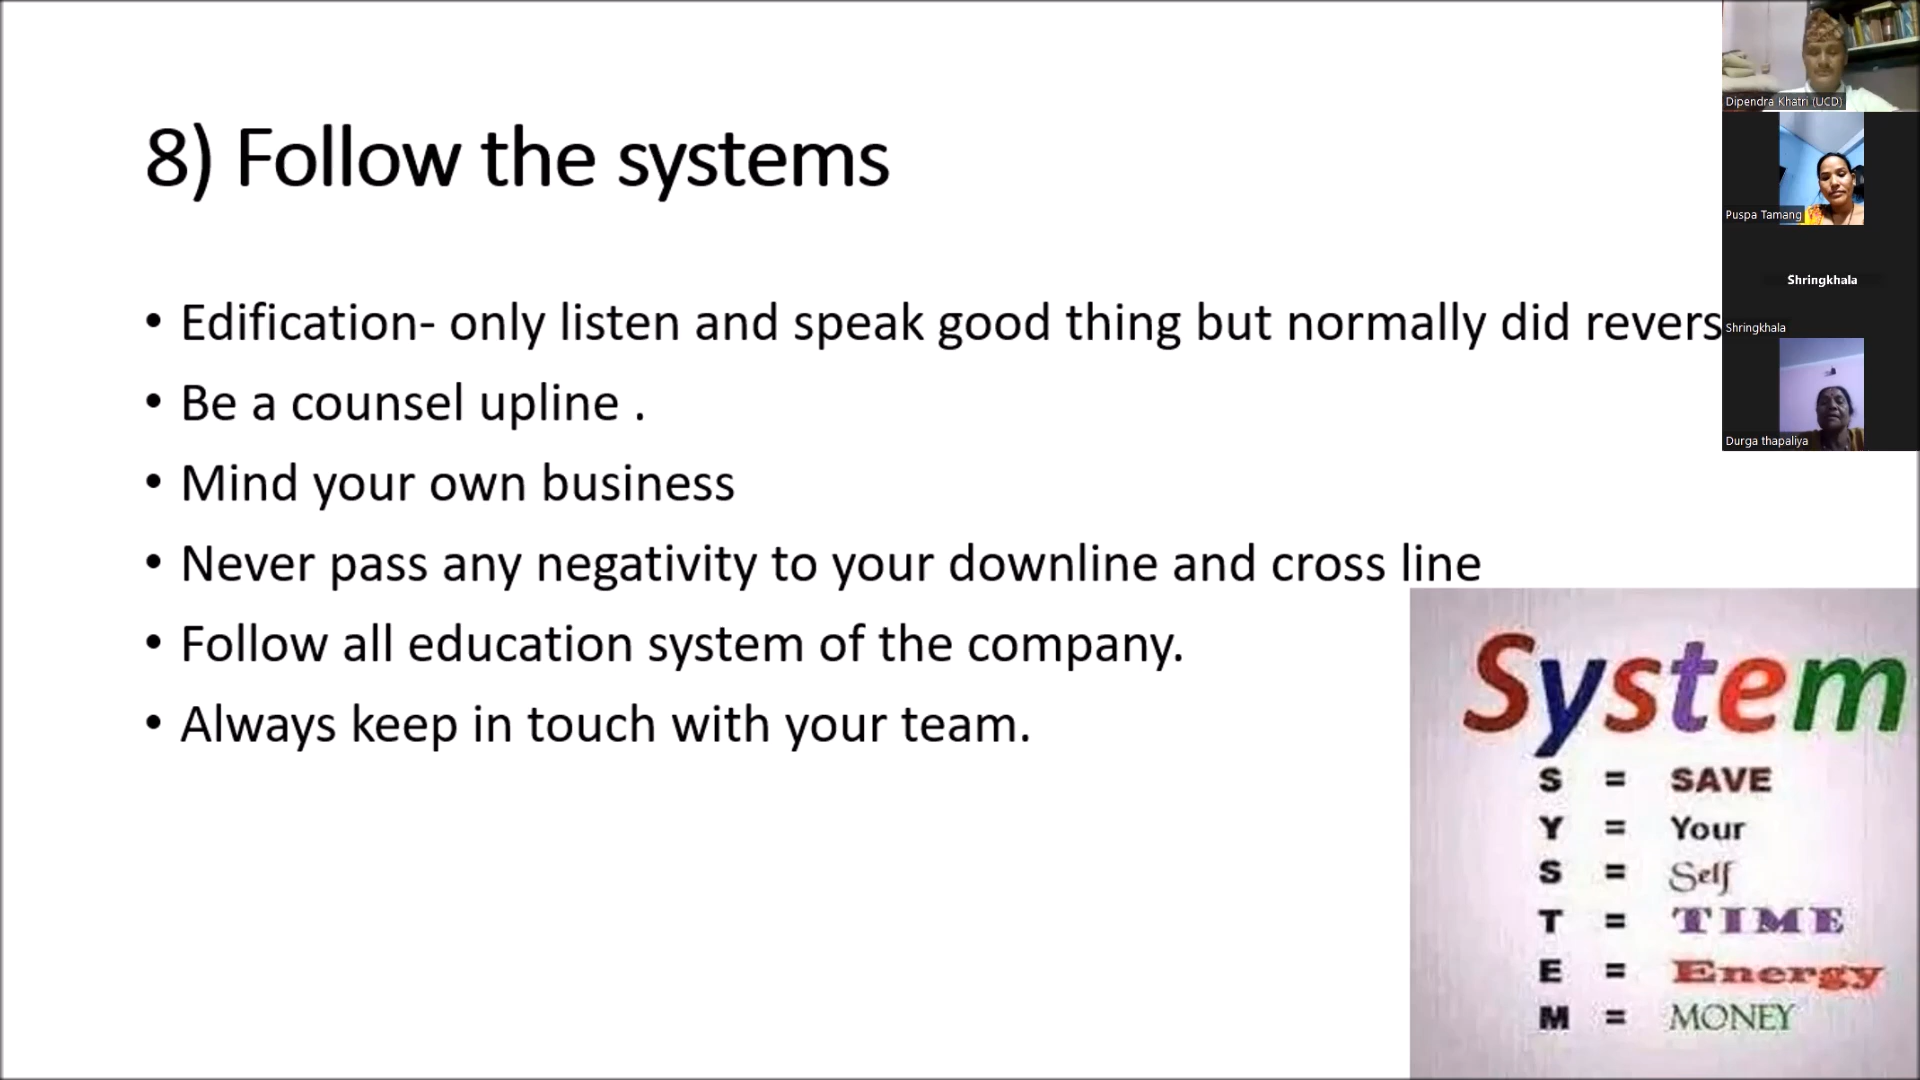 8) Follow the systems
• Edification- only listen and speak good thing but normally did revers
• Be a counsel upline .
• Mind your own business
• Never pass any negativity to your downline and cross line
• Follow all education system of the company.
• Always keep in touch with your team.
System
S = SAVE
Y = Your
S = Self
T = TIME
E = Energy
M = MONEY
Dipendra Khatri (UCD)
Puspa Tamang
Shringkhala
Shringkhala
Durga thapaliya